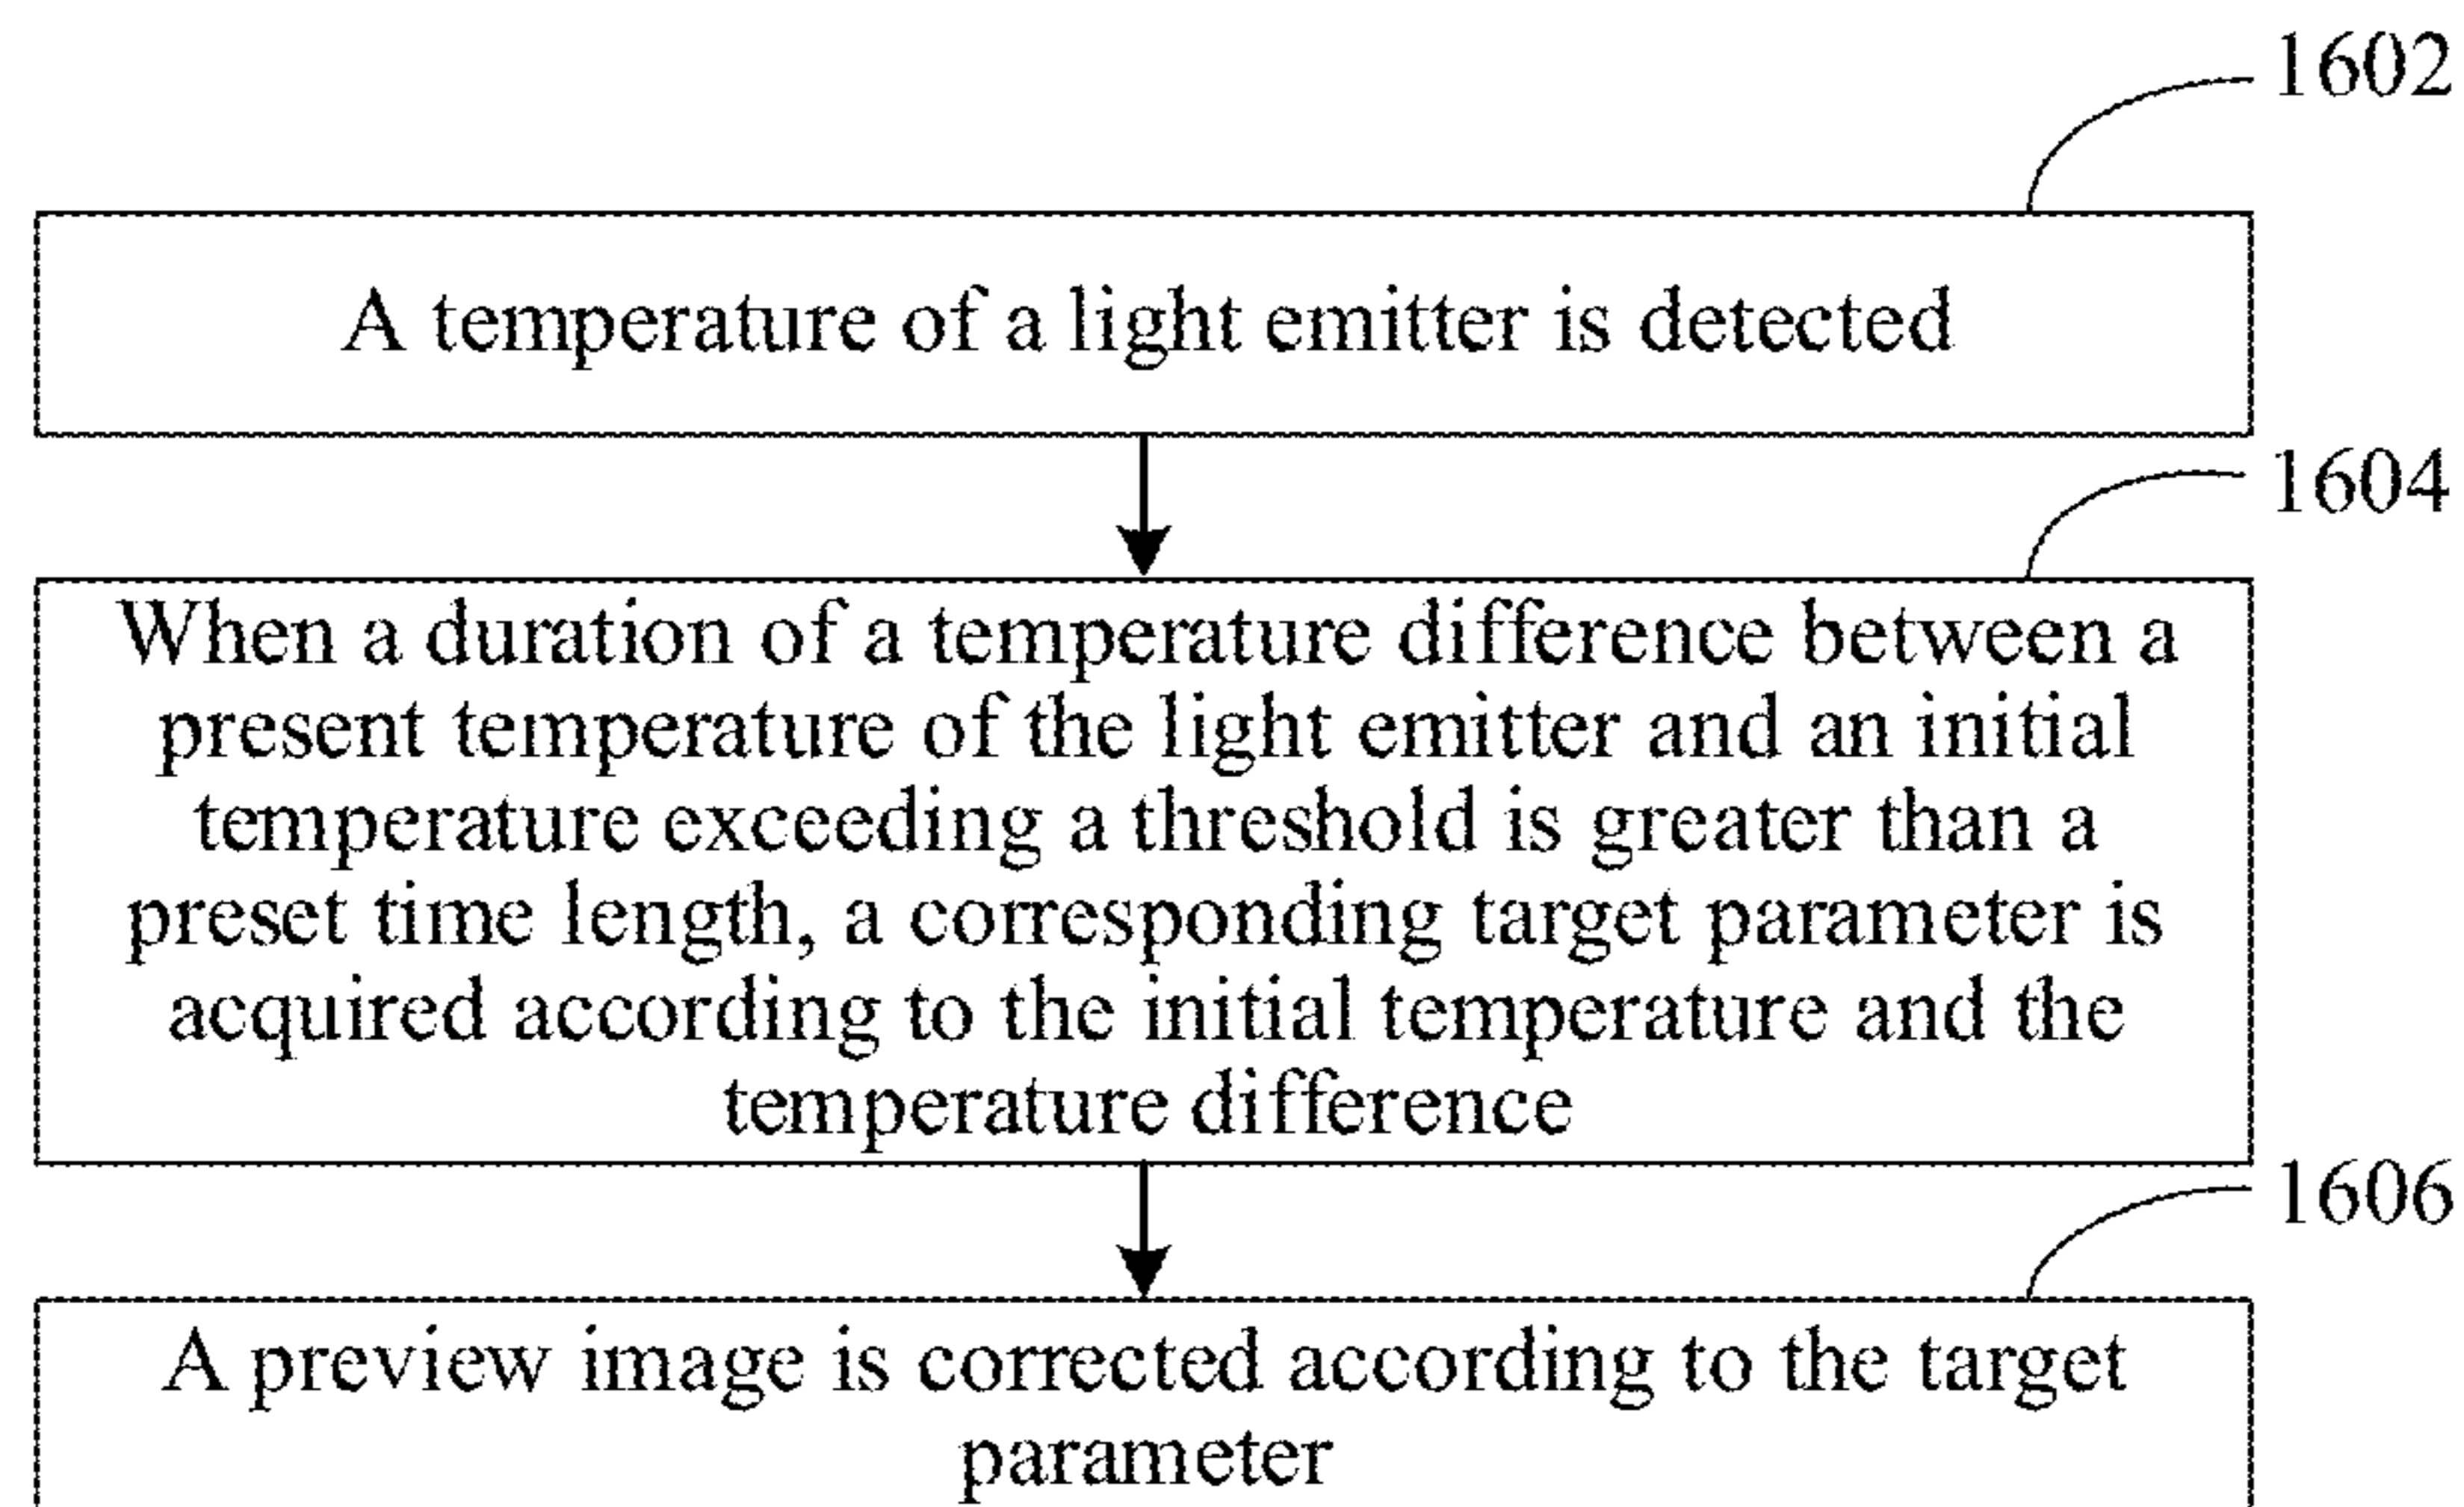 1602
A temperature of a light emitter is detected
1604
When a duration of a temperature difference between a
present temperature of the light emitter and an initial
temperature exceeding a threshold is greater than a
preset time length, a corresponding target parameter is
acquired according to the initial temperature and the
temperature difference
1606
A preview image is corrected according to the target
parameter